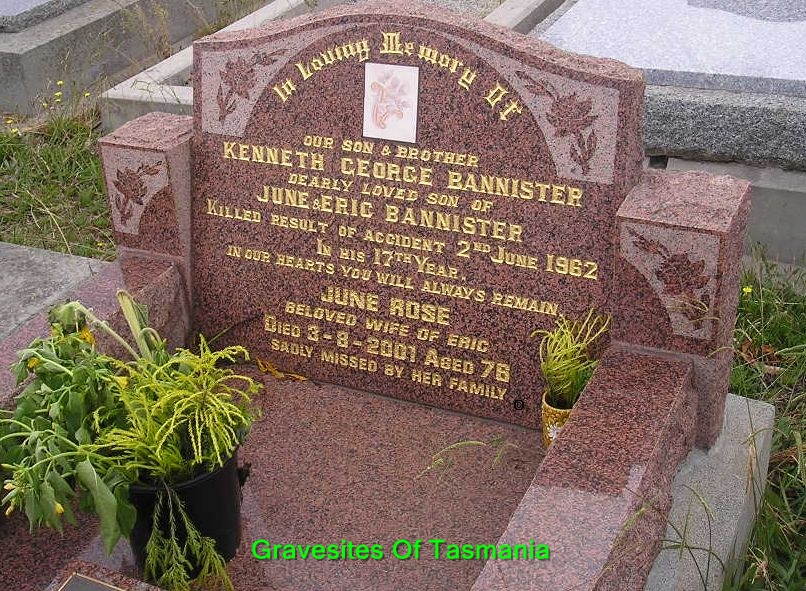 In Loving Memory Of
OUR SON & BROTHER
KENNETH GEORGE BANNISTER
DEARLY LOVED SON OF
JUNE & ERIC BANNISTER
KILLED RESULT OF ACCIDENT 2ND JUNE 1962
IN HIS 17TH YEAR.
IN OUR HEARTS YOU WILL ALWAYS REMAIN.
JUNE ROSE
BELOVED WIFE OF ERIC
DIED 3-8-2001 AGED 76
SADLY MISSED BY HER FAMILY
Gravesites Of Tasmania